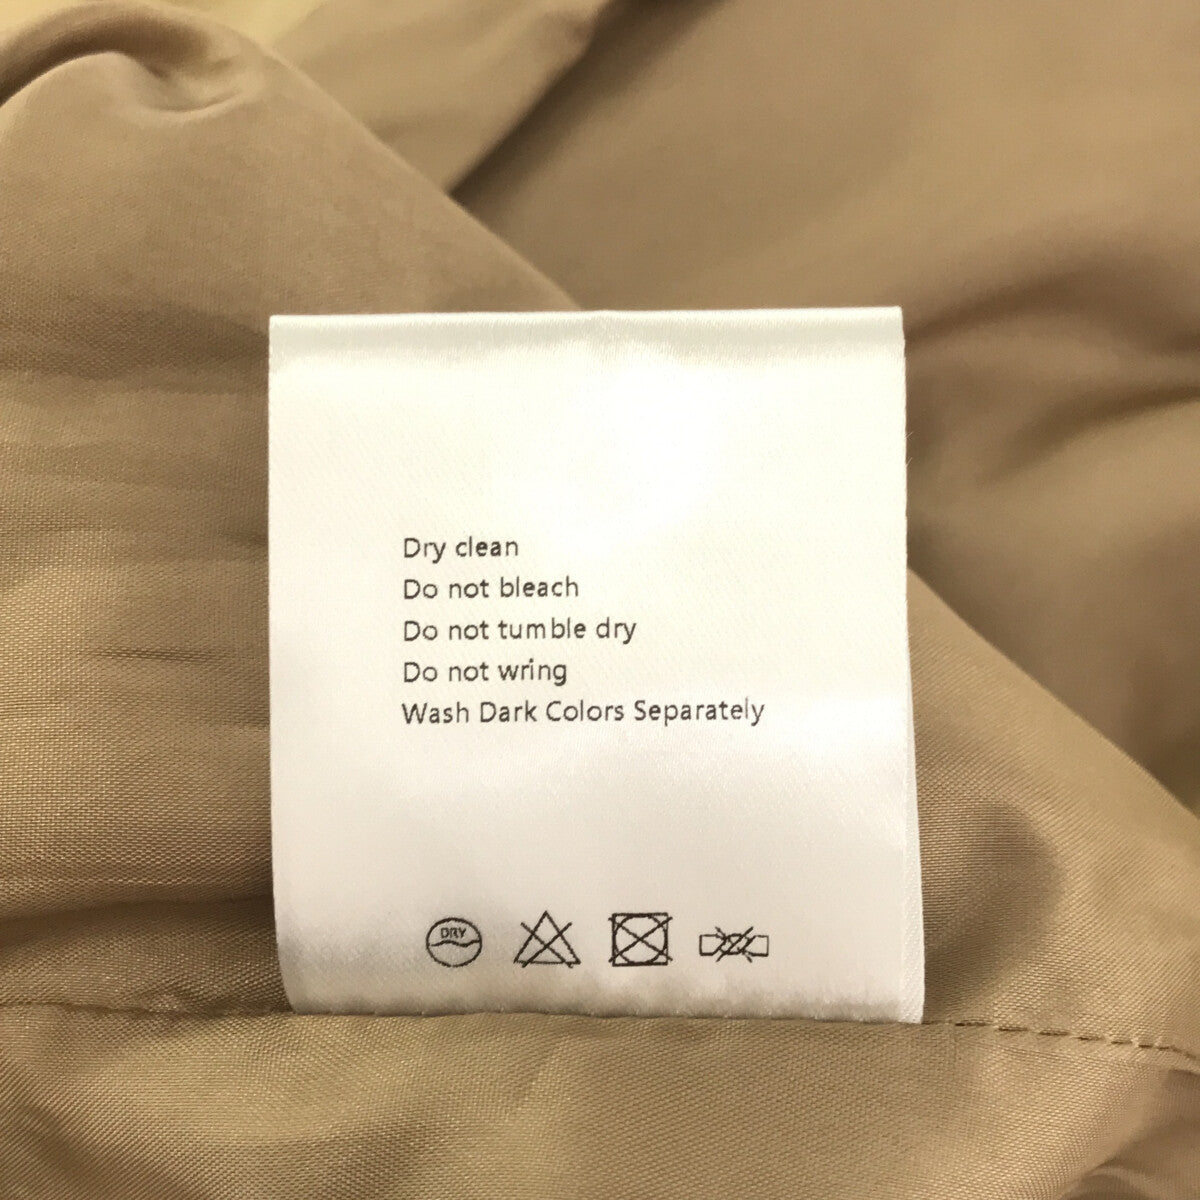 Dry clean
Do not bleach
Do not tumble dry
Do not wring
Wash Dark Colors Separately
DRY